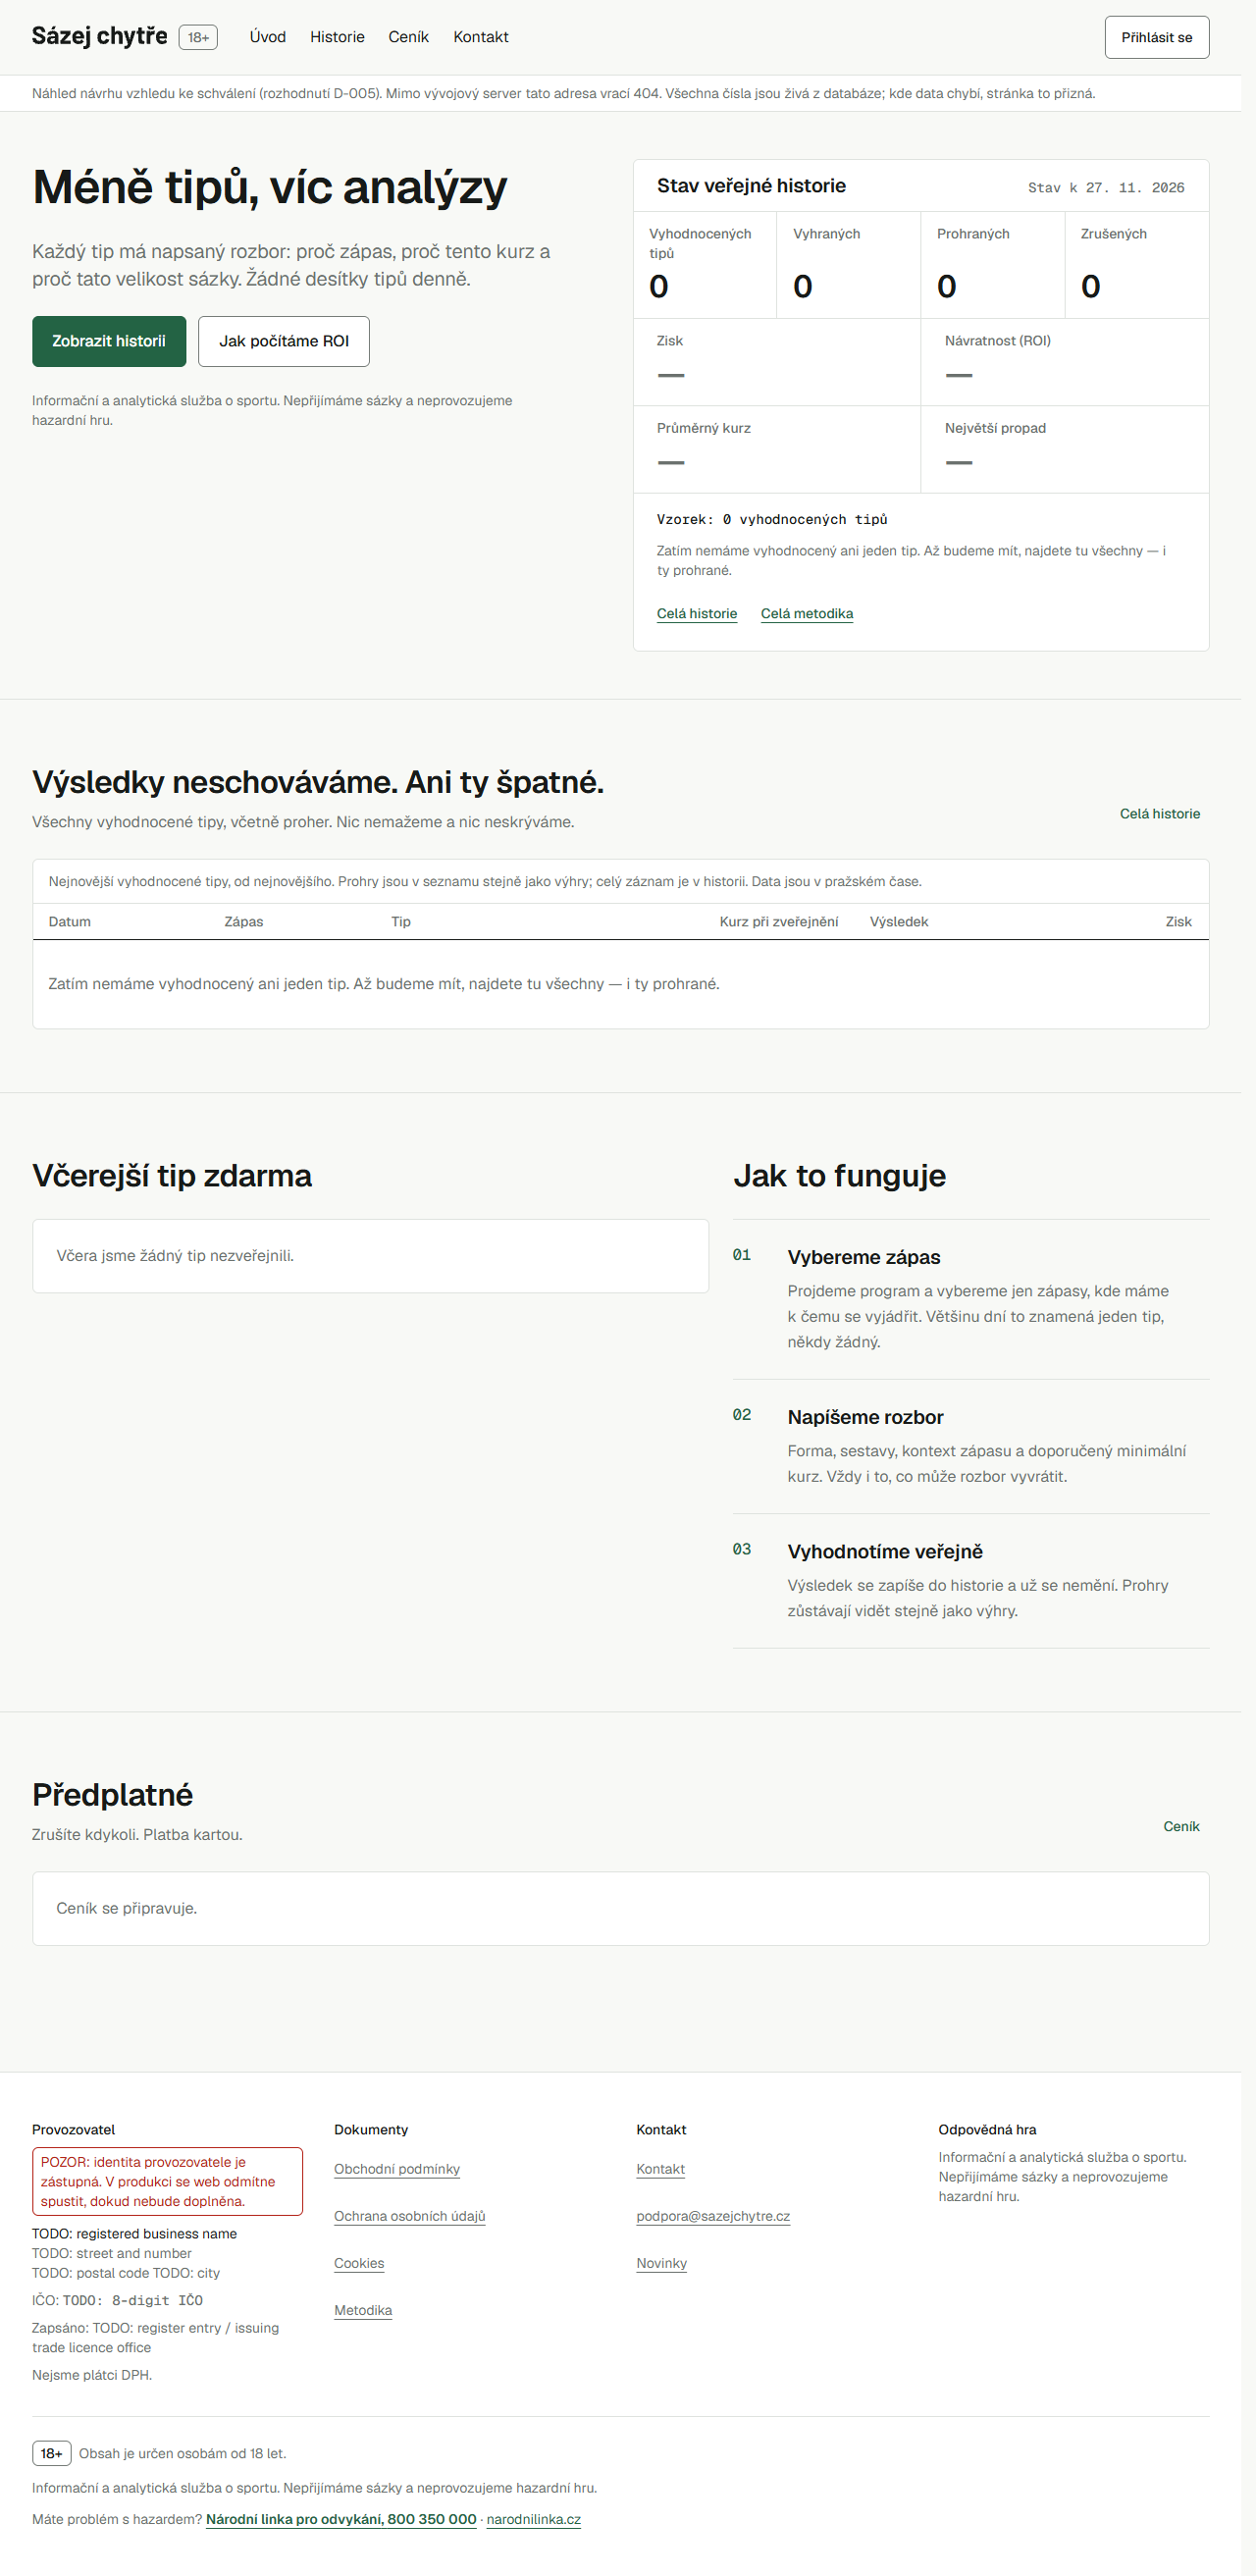 Sázej chytře 18+ Úvod Historie Ceník Kontakt Přihlásit se
Náhled návrhu vzhledu ke schválení (rozhodnutí D-005). Mimo vývojový server tato adresa vrací 404. Všechna čísla jsou živá z databáze; kde data chybí, stránka to přizná.
Méně tipů, víc analýzy
Každý tip má napsaný rozbor: proč zápas, proč tento kurz a
proč tato velikost sázky. Žádné desítky tipů denně.
Zobrazit historii Jak počítáme ROI
Informační a analytická služba o sportu. Nepřijímáme sázky a neprovozujeme
hazardní hru.
Stav veřejné historie Stav k 27. 11. 2026
Vyhodnocených
tipů
0
Vyhraných
0
Prohraných
0
Zrušených
0
Zisk
—
Návratnost (ROI)
—
Průměrný kurz
—
Největší propad
—
Vzorek: 0 vyhodnocených tipů
Zatím nemáme vyhodnocený ani jeden tip. Až budeme mít, najdete tu všechny — i
ty prohrané.
Celá historie Celá metodika
Výsledky neschováváme. Ani ty špatné.
Všechny vyhodnocené tipy, včetně proher. Nic nemažeme a nic neskrýváme.
Celá historie
Nejnovější vyhodnocené tipy, od nejnovějšího. Prohry jsou v seznamu stejně jako výhry; celý záznam je v historii. Data jsou v pražském čase.
Datum Zápas Tip Kurz při zveřejnění Výsledek Zisk
Zatím nemáme vyhodnocený ani jeden tip. Až budeme mít, najdete tu všechny — i ty prohrané.
Včerejší tip zdarma
Včera jsme žádný tip nezveřejnili.
Jak to funguje
01 Vybereme zápas
Projdeme program a vybereme jen zápasy, kde máme
k čemu se vyjádřit. Většinu dní to znamená jeden tip,
někdy žádný.
02 Napíšeme rozbor
Forma, sestavy, kontext zápasu a doporučený minimální
kurz. Vždy i to, co může rozbor vyvrátit.
03 Vyhodnotíme veřejně
Výsledek se zapíše do historie a už se nemění. Prohry
zůstávají vidět stejně jako výhry.
Předplatné
Zrušíte kdykoli. Platba kartou.
Ceník
Ceník se připravuje.
Provozovatel
POZOR: identita provozovatele je
zástupná. V produkci se web odmítne
spustit, dokud nebude doplněna.
TODO: registered business name
TODO: street and number
TODO: postal code TODO: city
IČO: TODO: 8-digit IČO
Zapsáno: TODO: register entry / issuing
trade licence office
Nejsme plátci DPH.
Dokumenty
Obchodní podmínky
Ochrana osobních údajů
Cookies
Metodika
Kontakt
Kontakt
podpora@sazejchytre.cz
Novinky
Odpovědná hra
Informační a analytická služba o sportu.
Nepřijímáme sázky a neprovozujeme
hazardní hru.
18+ Obsah je určen osobám od 18 let.
Informační a analytická služba o sportu. Nepřijímáme sázky a neprovozujeme hazardní hru.
Máte problém s hazardem? Národní linka pro odvykání, 800 350 000 · narodnilinka.cz